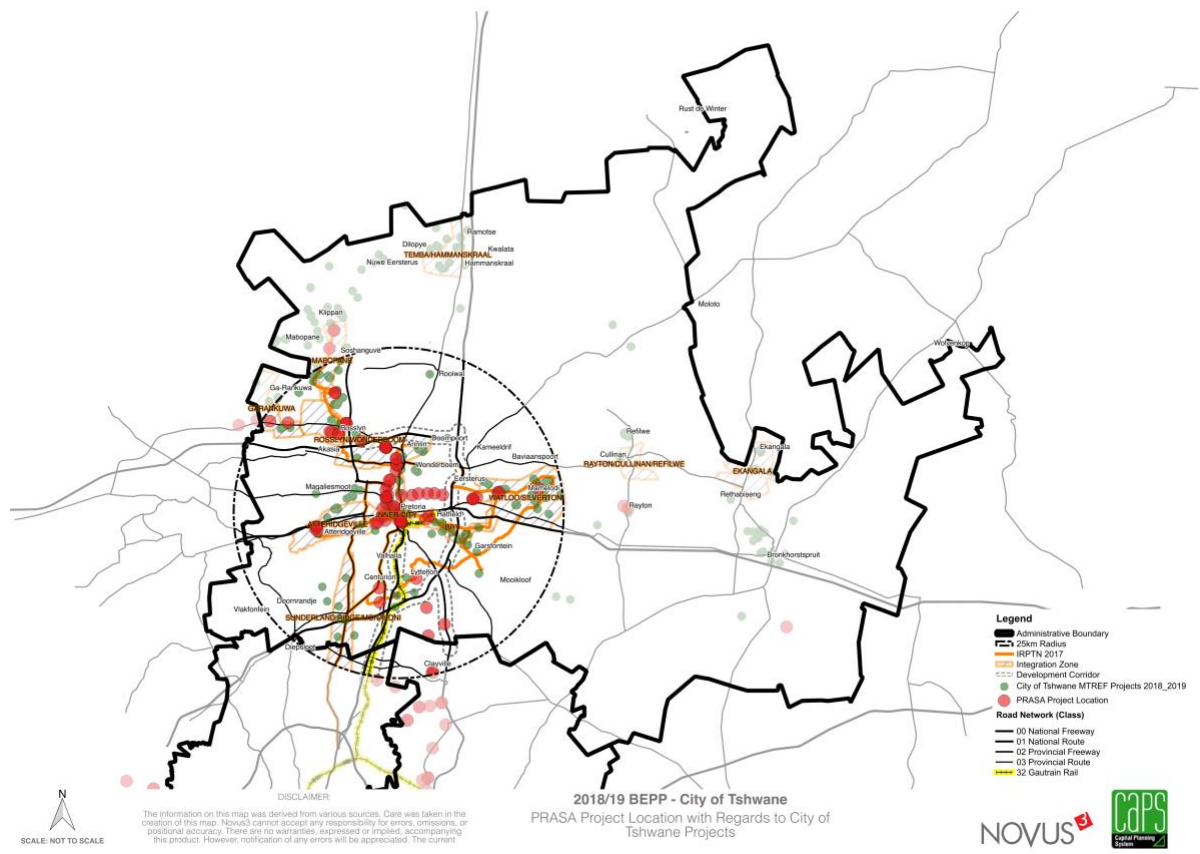 Rust de Winter
Ramotse
Dilopye
Kwalata
TEMBA/HAMMANSKRAAL
Nuwe Eersterus
Hammanskraal
Moloto
Klippan
Mabopane
Soshanguve
MABOPANE
Rooiwal
Ga-Rankuwa
GARANKUWA
Rosslyn
ROSSLYN/WONDERBOOM
Annlin
Doornpoort
Akasia
Kameeldrif
Wonderboom
Baviaanspoort
Refilwe
Cullinan
RAYTON/CULLINAN/REFILWE
Ekangala
EKANGALA
Eersterus
Magaliesmoot
Mamelodi
WATLOO/SILVERTON
Rethabiseng
Rayton
Pretoria
INNER-CITY
Hatfield
ATTERIDGEVILLE
Atteridgeville
Garsfontein
Bronkhorstspruit
Valhalla
Centurion
Lyttelton
Mooikloof
Doornrandje
Vlakfontein
Diepsloot
Clayville
Legend
Administrative Boundary
25km Radius
IRPTN 2017
Integration Zone
Development Corridor
City of Tshwane MTREF Projects 2018_2019
PRASA Project Location
Road Network (Class)
00 National Freeway
01 National Route
02 Provincial Freeway
03 Provincial Route
32 Gautrain Rail
N
SCALE: NOT TO SCALE
DISCLAIMER:
The information on this map was derived from various sources. Care was taken in the
creation of this map. Novus3 cannot accept any responsibility for errors, omissions, or
positional accuracy. There are no warranties, expressed or implied, accompanying
this product. However, notification of any errors will be appreciated. The current
2018/19 BEPP - City of Tshwane
PRASA Project Location with Regards to City of
Tshwane Projects
NOVUS3
CAPS
Capital Planning
System